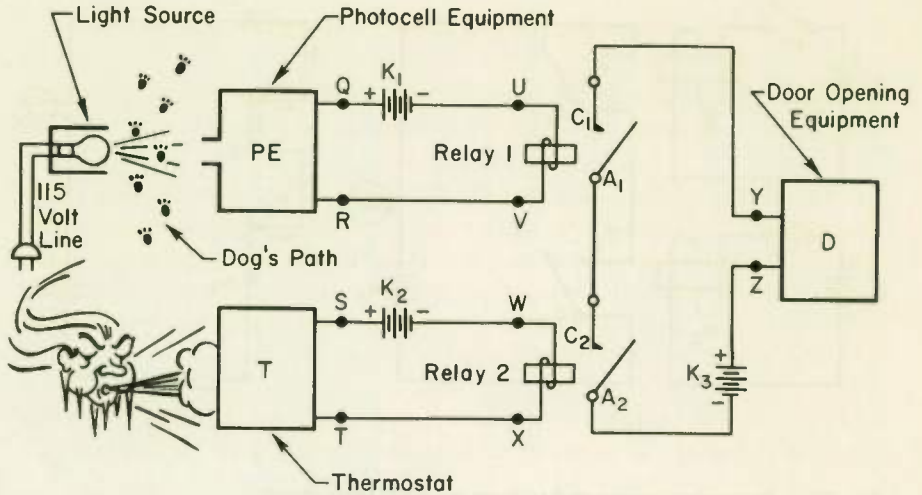 Light Source
Photocell Equipment
Door Opening
Equipment
115
Volt
Line
Dog's Path
PE
Q
K1
+ -
U
Relay 1
R
V
C1
A1
Y
D
Z
S
K2
+ -
W
T
Relay 2
T
X
C2
A2
K3
+
-
Thermostat